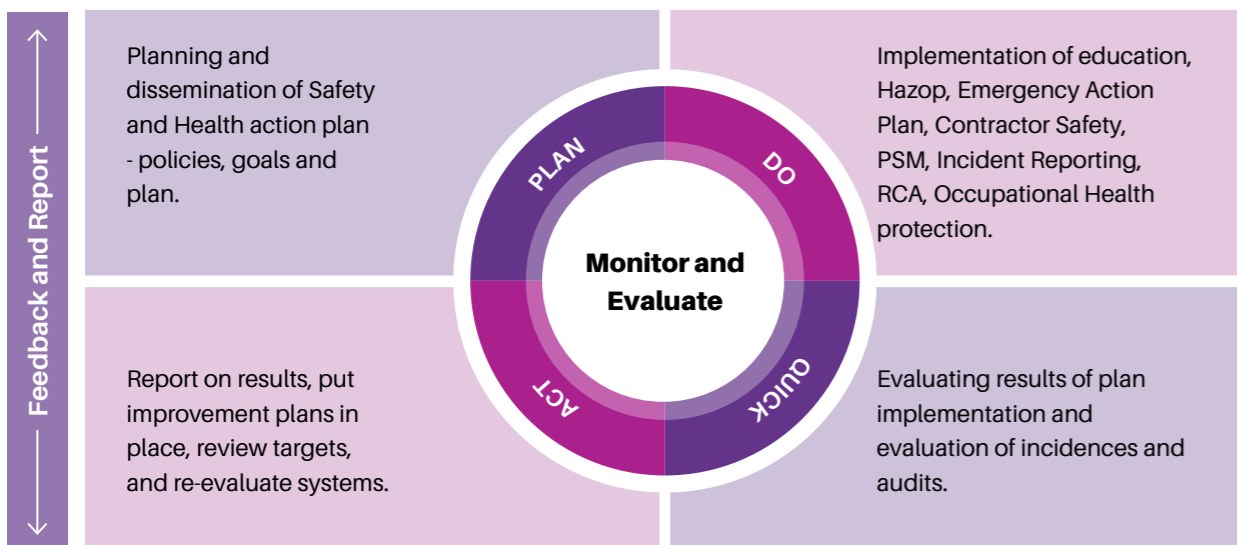 Feedback and Report
Planning and
dissemination of Safety
and Health action plan
- policies, goals and
plan.
Implementation of education,
Hazop, Emergency Action
Plan, Contractor Safety,
PSM, Incident Reporting,
RCA, Occupational Health
protection.
PLAN
DO
Monitor and
Evaluate
ACT
QUICK
Report on results, put
improvement plans in
place, review targets,
and re-evaluate systems.
Evaluating results of plan
implementation and
evaluation of incidences and
audits.